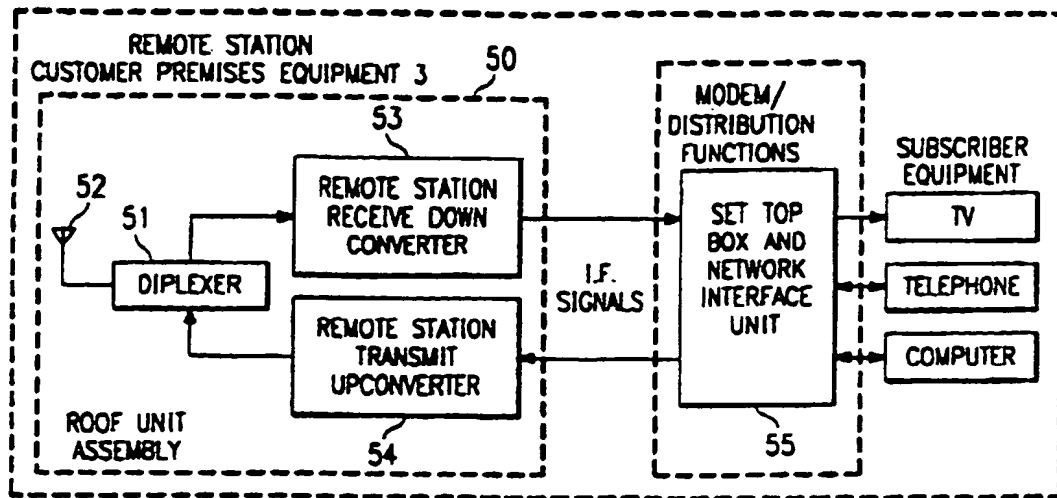 REMOTE STATION
CUSTOMER PREMISES EQUIPMENT 3
50
53
REMOTE STATION
RECEIVE DOWN
CONVERTER
52
51
DIPLEXER
REMOTE STATION
TRANSMIT
UPCONVERTER
54
ROOF UNIT
ASSEMBLY
I.F.
SIGNALS
MODEM/
DISTRIBUTION
FUNCTIONS
SET TOP
BOX AND
NETWORK
INTERFACE
UNIT
55
SUBSCRIBER
EQUIPMENT
TV
TELEPHONE
COMPUTER